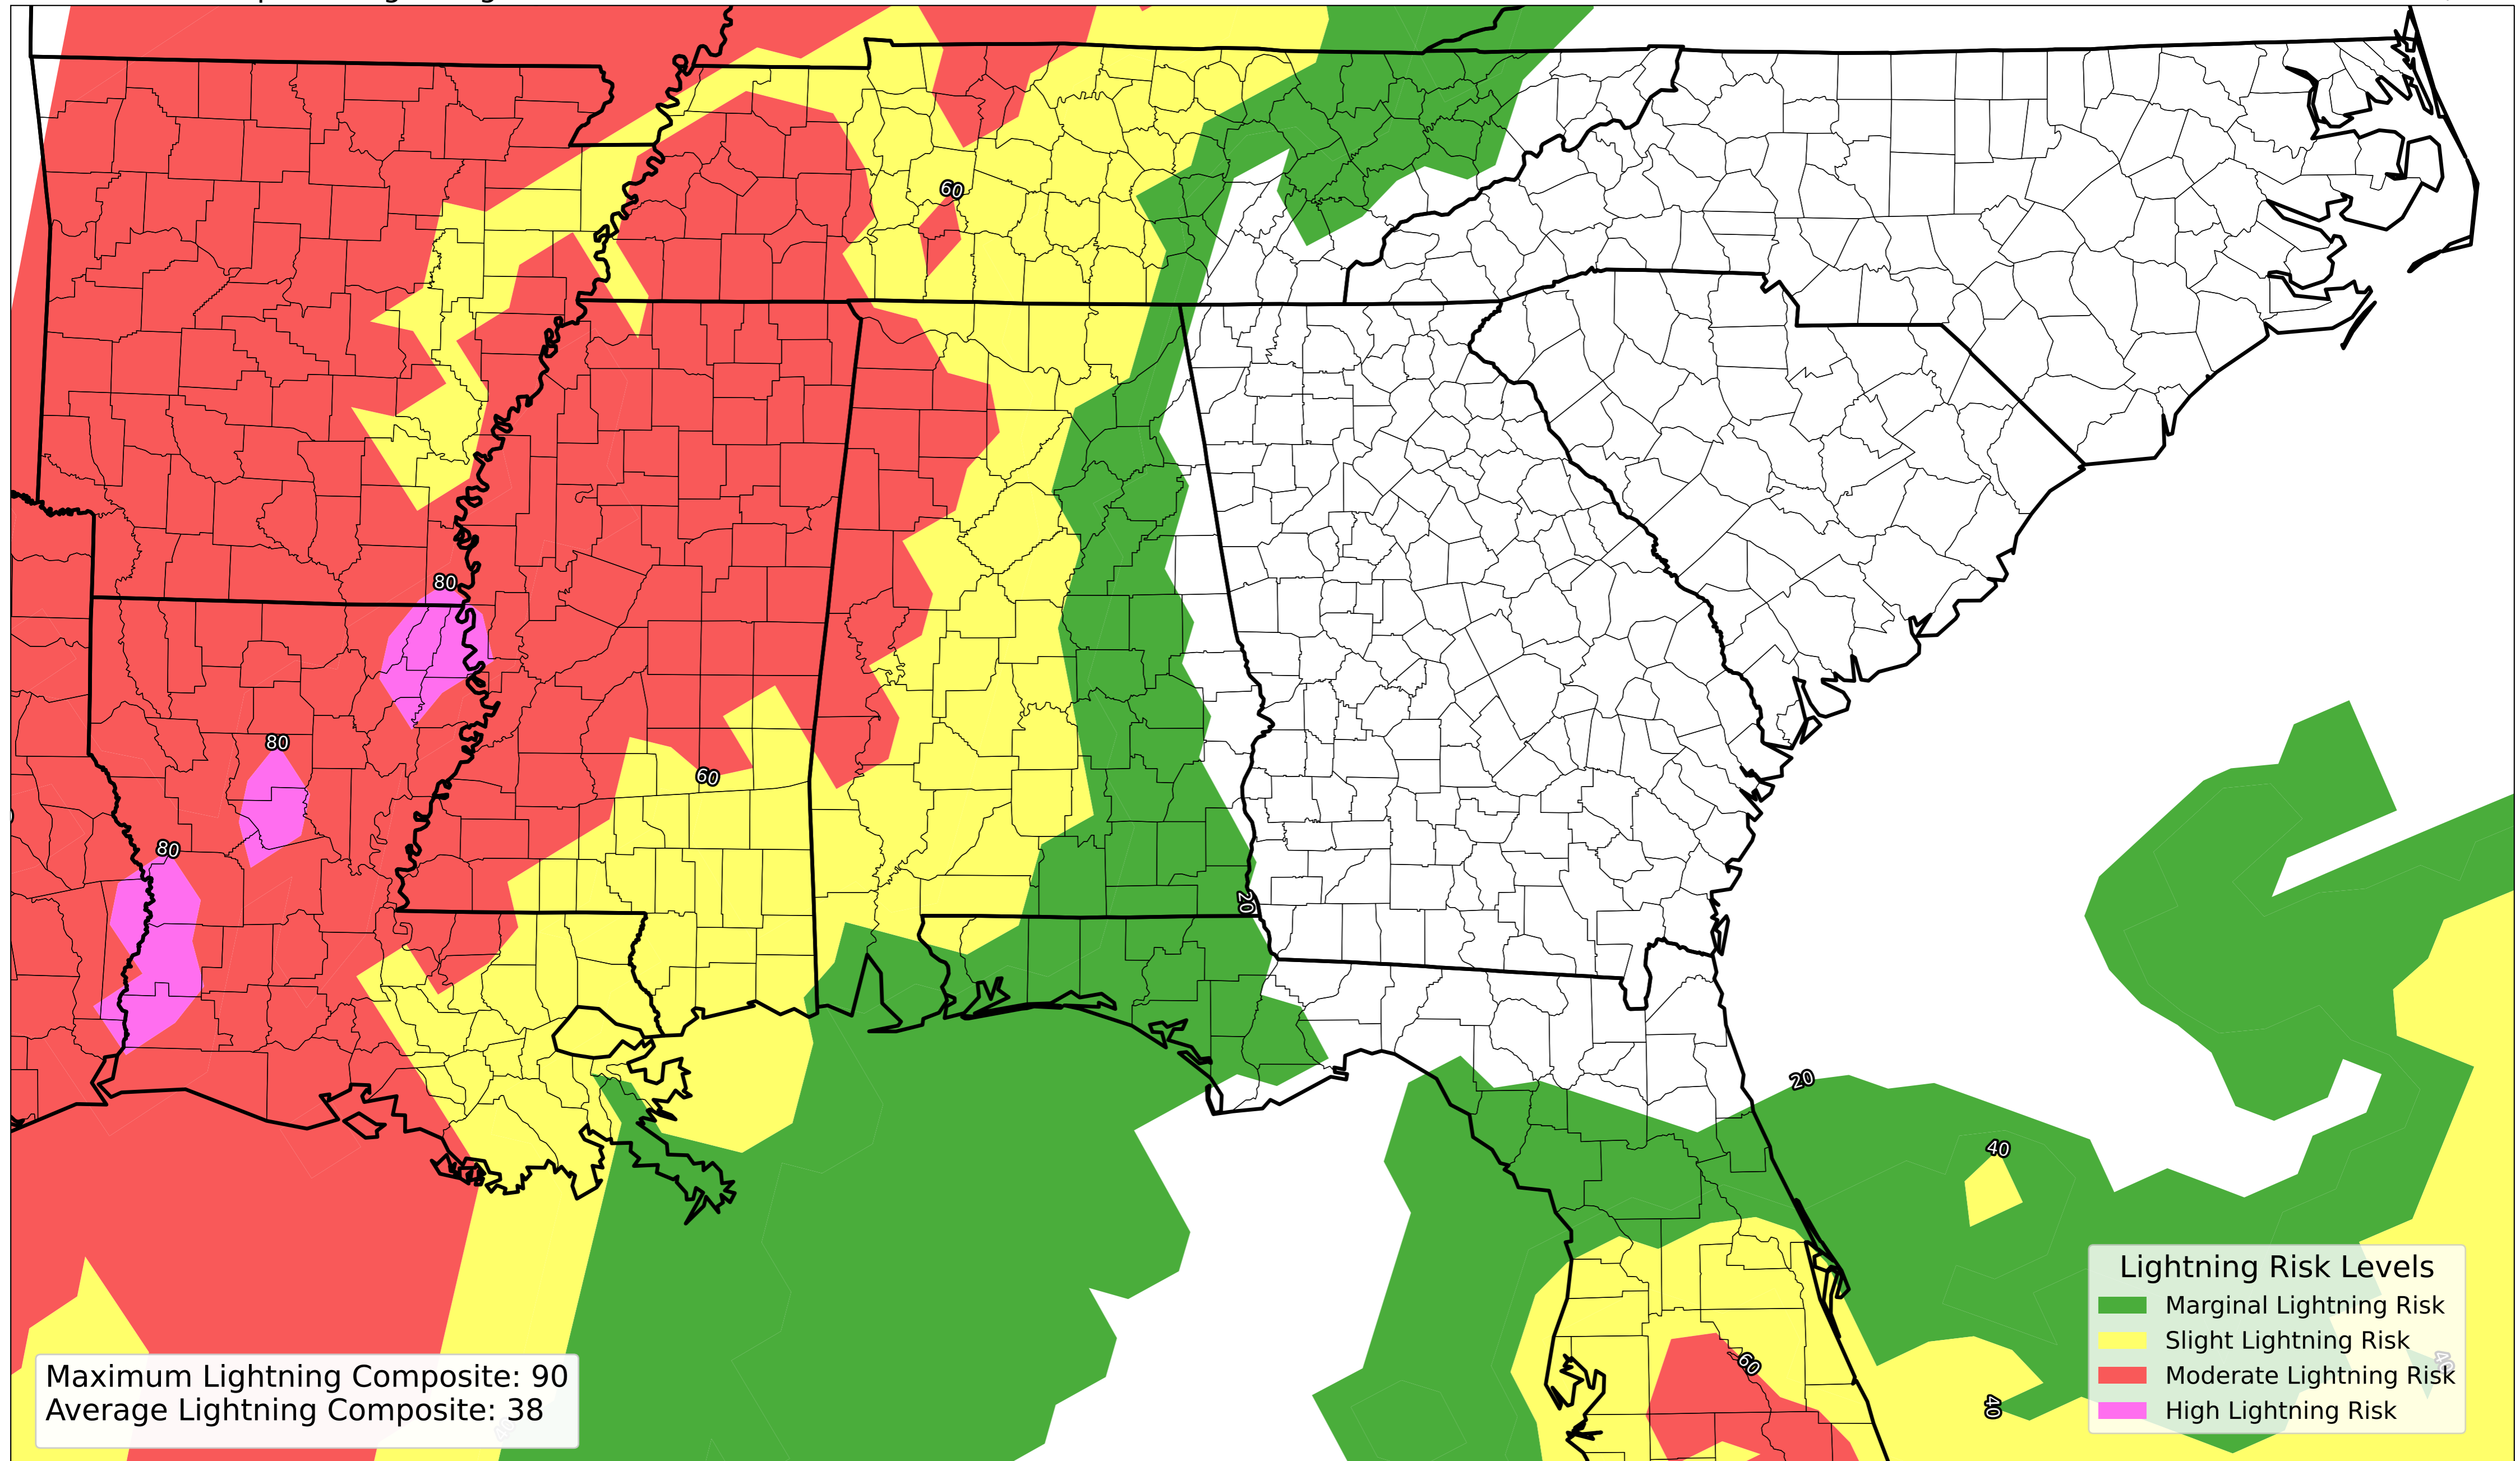 60
80
80
60
80
20
20
40
60
40
Lightning Risk Levels
Marginal Lightning Risk
Slight Lightning Risk
Moderate Lightning Risk
High Lightning Risk
40
Maximum Lightning Composite: 90
Average Lightning Composite: 38